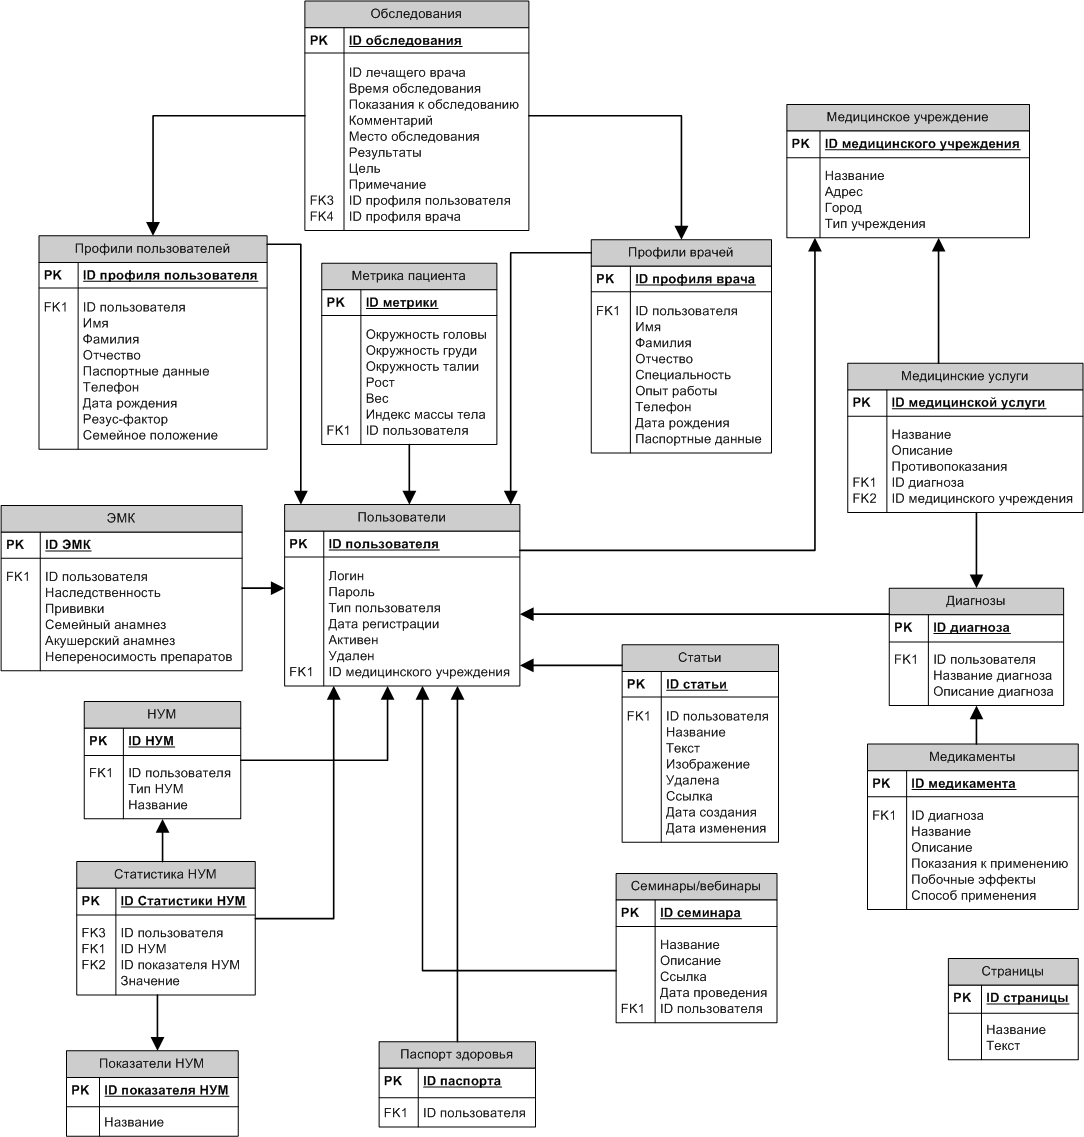 Обследования
PK ID обследования
ID лечащего врача
Время обследования
Показания к обследованию
Комментарий
Место обследования
Результаты
Цель
Примечание
FK3 ID профиля пользователя
FK4 ID профиля врача
Медицинское учреждение
PK ID медицинского учреждения
Название
Адрес
Город
Тип учреждения
Профили пользователей
PK ID профиля пользователя
FK1 ID пользователя
Имя
Фамилия
Отчество
Паспортные данные
Телефон
Дата рождения
Резус-фактор
Семейное положение
Метрика пациента
PK ID метрики
Окружность головы
Окружность груди
Окружность талии
Рост
Вес
Индекс массы тела
FK1 ID пользователя
Профили врачей
PK ID профиля врача
FK1 ID пользователя
Имя
Фамилия
Отчество
Специальность
Опыт работы
Телефон
Дата рождения
Паспортные данные
Медицинские услуги
PK ID медицинской услуги
Название
Описание
Противопоказания
FK1 ID диагноза
FK2 ID медицинского учреждения
ЭМК
PK ID ЭМК
FK1 ID пользователя
Наследственность
Прививки
Семейный анамнез
Акушерский анамнез
Непереносимость препаратов
Пользователи
PK ID пользователя
Логин
Пароль
Тип пользователя
Дата регистрации
Активен
Удален
FK1 ID медицинского учреждения
Диагнозы
PK ID диагноза
FK1 ID пользователя
Название диагноза
Описание диагноза
Статьи
PK ID статьи
FK1 ID пользователя
Название
Текст
Изображение
Удалена
Ссылка
Дата создания
Дата изменения
НУМ
PK ID НУМ
FK1 ID пользователя
Тип НУМ
Название
Медикаменты
PK ID медикамента
FK1 ID диагноза
Название
Описание
Показания к применению
Побочные эффекты
Способ применения
Статистика НУМ
PK ID Статистики НУМ
FK3 ID пользователя
FK1 ID НУМ
FK2 ID показателя НУМ
Значение
Семинары/вебинары
PK ID семинара
Название
Описание
Ссылка
Дата проведения
FK1 ID пользователя
Страницы
PK ID страницы
Название
Текст
Показатели НУМ
PK ID показателя НУМ
Название
Паспорт здоровья
PK ID паспорта
FK1 ID пользователя